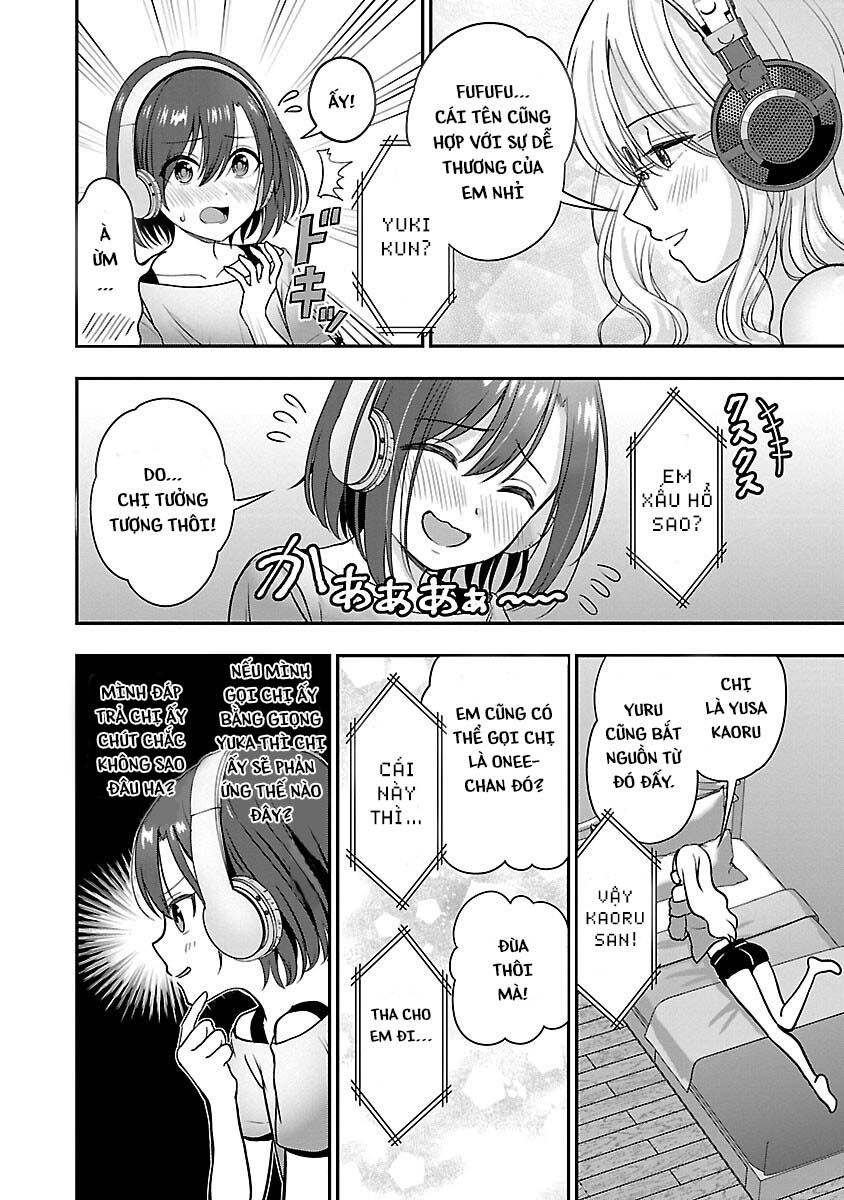 FUFUFU...
CÁI TÊN CŨNG
HỢP VỚI SỰ DỄ
THƯƠNG CỦA
EM NHỈ
YUKI
KUN?
ẤY!
ドドキッ
À
ỪM
...
クスクス
EM
XẤU HỔ
SAO?
DO...
CHỊ TƯỞNG
TƯỢNG THÔI!
かぁぁぁぁ〜〜
CHỊ
LÀ YUSA
KAORU
YURU
CŨNG BẮT
NGUỒN TỪ
ĐÓ ĐẤY.
VẬY
KAORU
SAN!
EM CŨNG CÓ
THỂ GỌI CHỊ
LÀ ONEE-
CHAN ĐÓ?
CÁI
NÀY
THÌ...
ĐÙA
THÔI
MÀ!
THA CHO
EM ĐI...
NẾU MÌNH
GỌI CHỊ ẤY
BẰNG GIỌNG
YUKA THÌ CHỊ
ẤY SẼ PHẢN
ỨNG THẾ NÀO
ĐÂY?
MÌNH ĐÁP
TRẢ CHỊ ẤY
CHÚT CHẮC
KHÔNG SAO
ĐÂU HA?